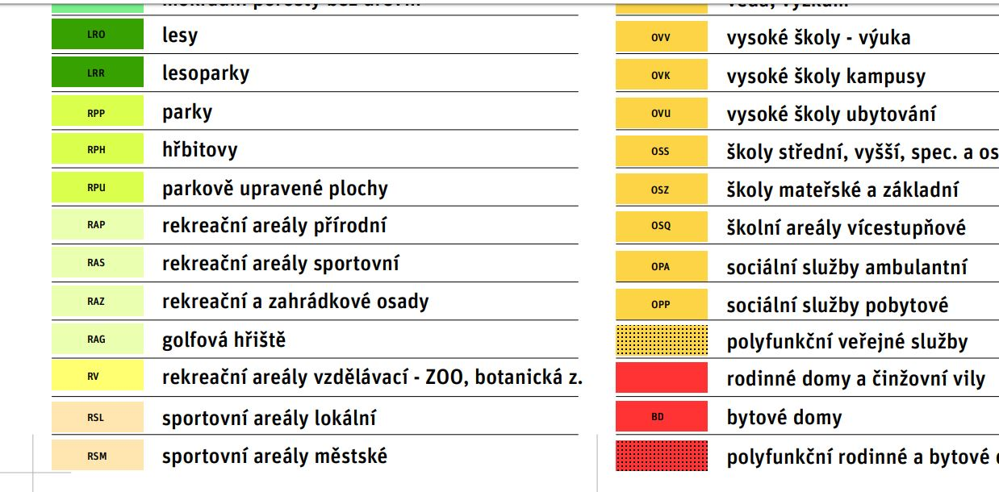 LRO lesy
LRR lesoparky
RPP parky
RPH hřbitovy
RPU parkově upravené plochy
RAP rekreační areály přírodní
RAS rekreační areály sportovní
RAZ rekreační a zahrádkové osady
RAG golfová hřiště
RV rekreační areály vzdělávací - ZOO, botanická z.
RSL sportovní areály lokální
RSM sportovní areály městské
OVV vysoké školy - výuka
OVK vysoké školy kampusy
OVU vysoké školy ubytování
OSS školy střední, vyšší, spec. a os
OSZ školy mateřské a základní
OSQ školní areály vícestupňové
OPA sociální služby ambulantní
OPP sociální služby pobytové
polyfunkční veřejné služby
rodinné domy a činžovní vily
BD bytové domy
polyfunkční rodinné a bytové